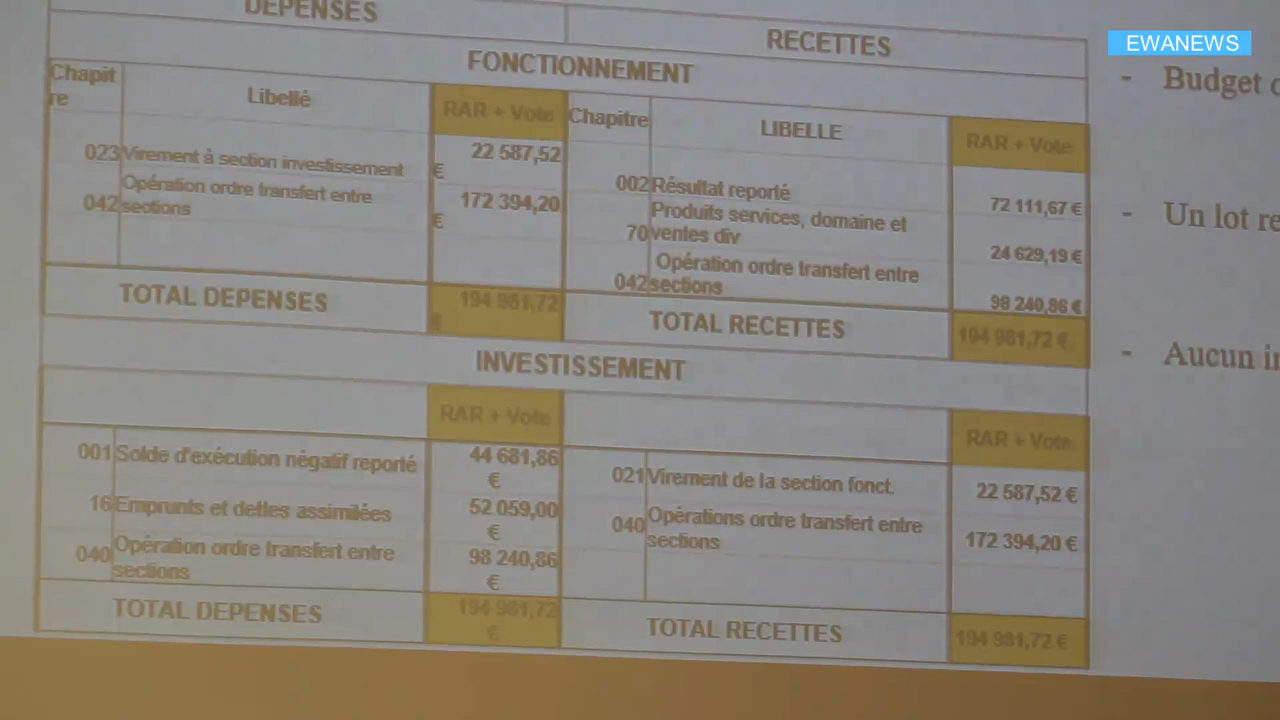 DEPENSES
RECETTES
EWANEWS
FONCTIONNEMENT
Chapit
re
Libellé
RAR + Vote
Chapitre
LIBELLE
RAR + Vote
023 Virement à section investissement
22 587,52
€
Opération ordre transfert entre
042 sections
172 394,20
€
002 Résultat reporté
72 111,67 €
Produits services, domaine et
70 ventes div
24 629,19 €
Opération ordre transfert entre
042 sections
98 240,86 €
TOTAL DEPENSES
194 981,72
€
TOTAL RECETTES
194 981,72 €
INVESTISSEMENT
RAR + Vote
RAR + Vote
001 Solde d'exécution négatif reporté
44 681,86
€
16 Emprunts et dettes assimilées
52 059,00
€
Opération ordre transfert entre
040 sections
98 240,86
€
021 Virement de la section fonct.
22 587,52 €
Opérations ordre transfert entre
040 sections
172 394,20 €
TOTAL DEPENSES
194 981,72
€
TOTAL RECETTES
194 981,72 €
- Budget
- Un lot
- Aucun